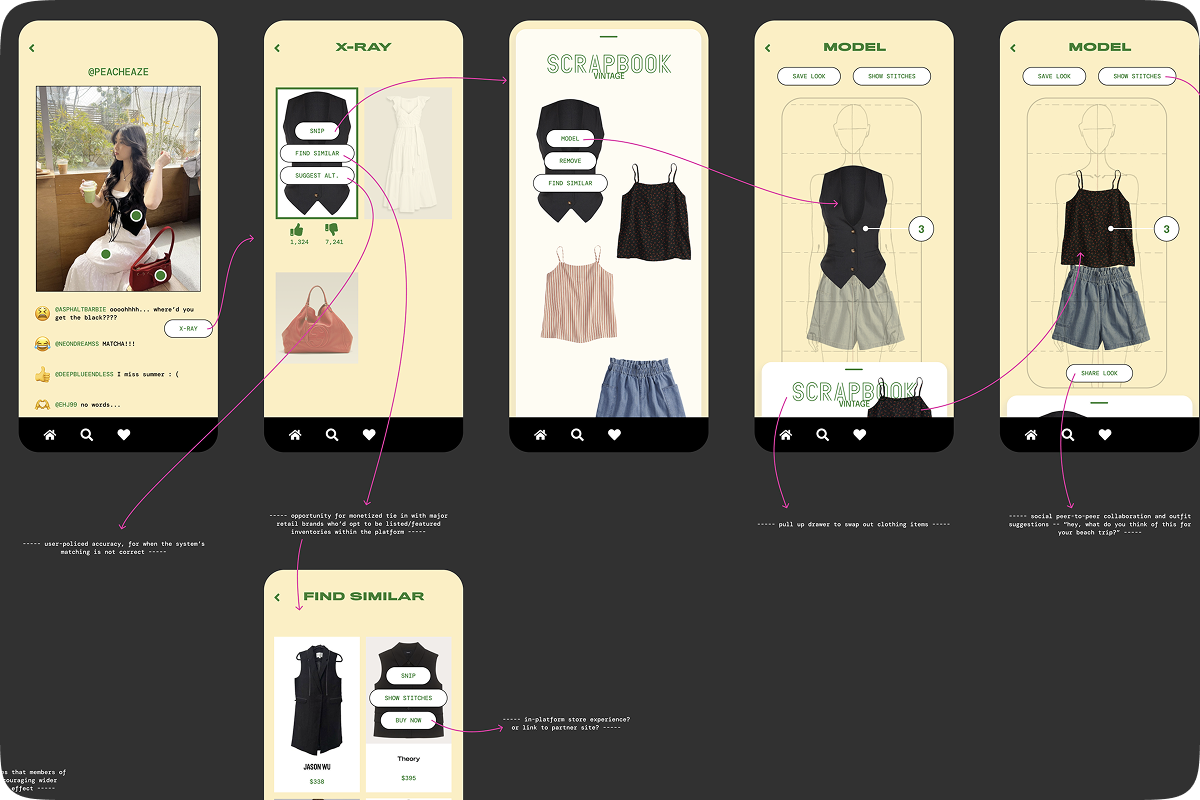 @PEACHEAZE
@ASPHALTBARBIE oooohhhh... where'd you
get the black????
X-RAY
@NEONDREAMSS MATCHA!!!
@DEEPBLUEENDLESS I miss summer : (
@EHJ99 no words...
X-RAY
SNIP
FIND SIMILAR
SUGGEST ALT.
1,324
7,241
SCRAPBOOK
VINTAGE
MODEL
REMOVE
FIND SIMILAR
MODEL
SAVE LOOK
SHOW STITCHES
3
SCRAPBOOK
VINTAGE
MODEL
SAVE LOOK
SHOW STITCHES
3
SHARE LOOK
----- user-policed accuracy, for when the system's
matching is not correct -----
----- opportunity for monetized tie in with major
retail brands who'd opt to be listed/featured
inventories within the platform -----
----- pull up drawer to swap out clothing items -----
----- social peer-to-peer collaboration and outfit
suggestions -- "hey, what do you think of this for
your beach trip?" -----
FIND SIMILAR
JASON WU
$338
SNIP
SHOW STITCHES
BUY NOW
Theory
$395
----- in-platform store experience?
or link to partner site? -----
that members of
couraging wider
effect -----